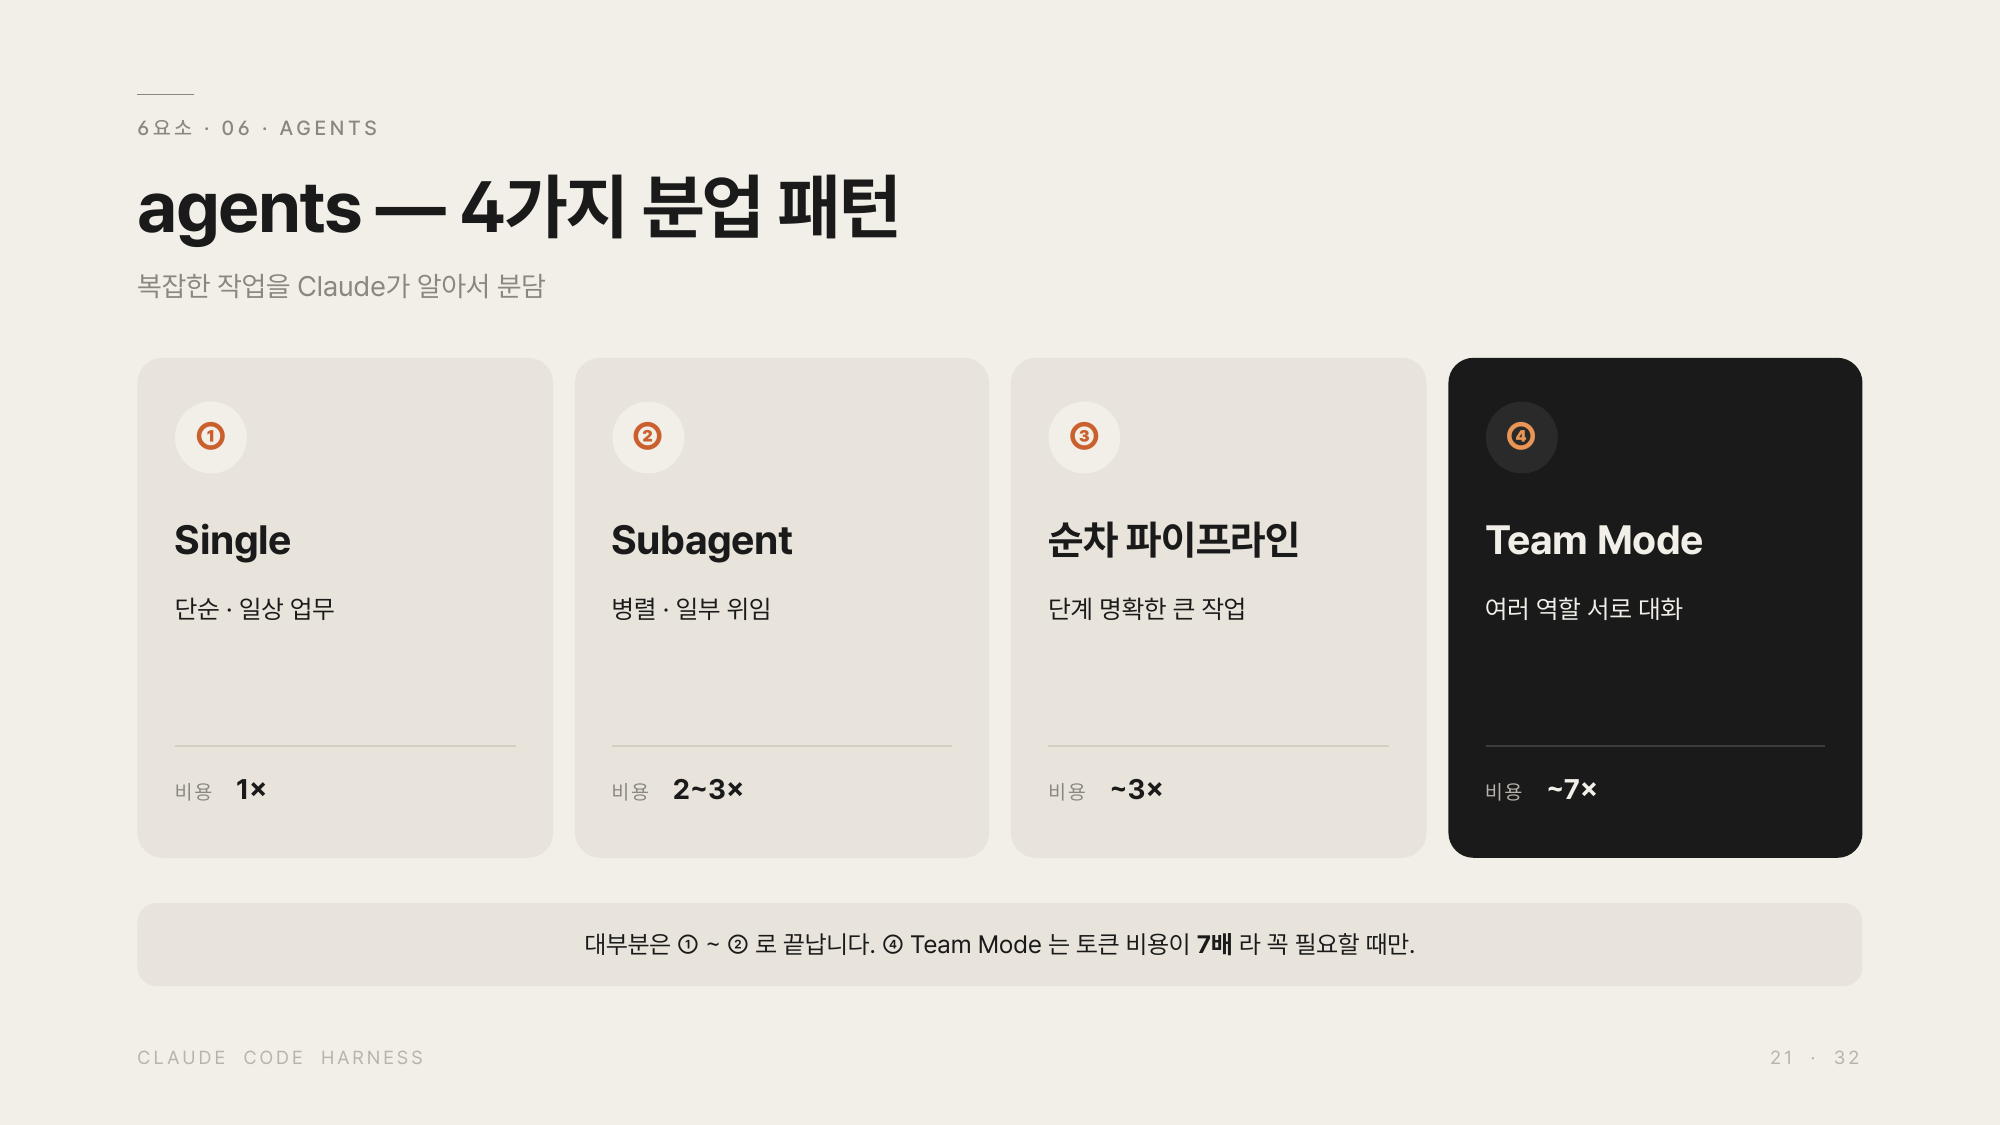 6요소 · 06 · AGENTS
agents — 4가지 분업 패턴
복잡한 작업을 Claude가 알아서 분담
①
Single
단순 · 일상 업무
비용 1×
②
Subagent
병렬 · 일부 위임
비용 2~3×
③
순차 파이프라인
단계 명확한 큰 작업
비용 ~3×
④
Team Mode
여러 역할 서로 대화
비용 ~7×
대부분은 ① ~ ② 로 끝납니다. ④ Team Mode 는 토큰 비용이 7배 라 꼭 필요할 때만.
CLAUDE CODE HARNESS
21 · 32